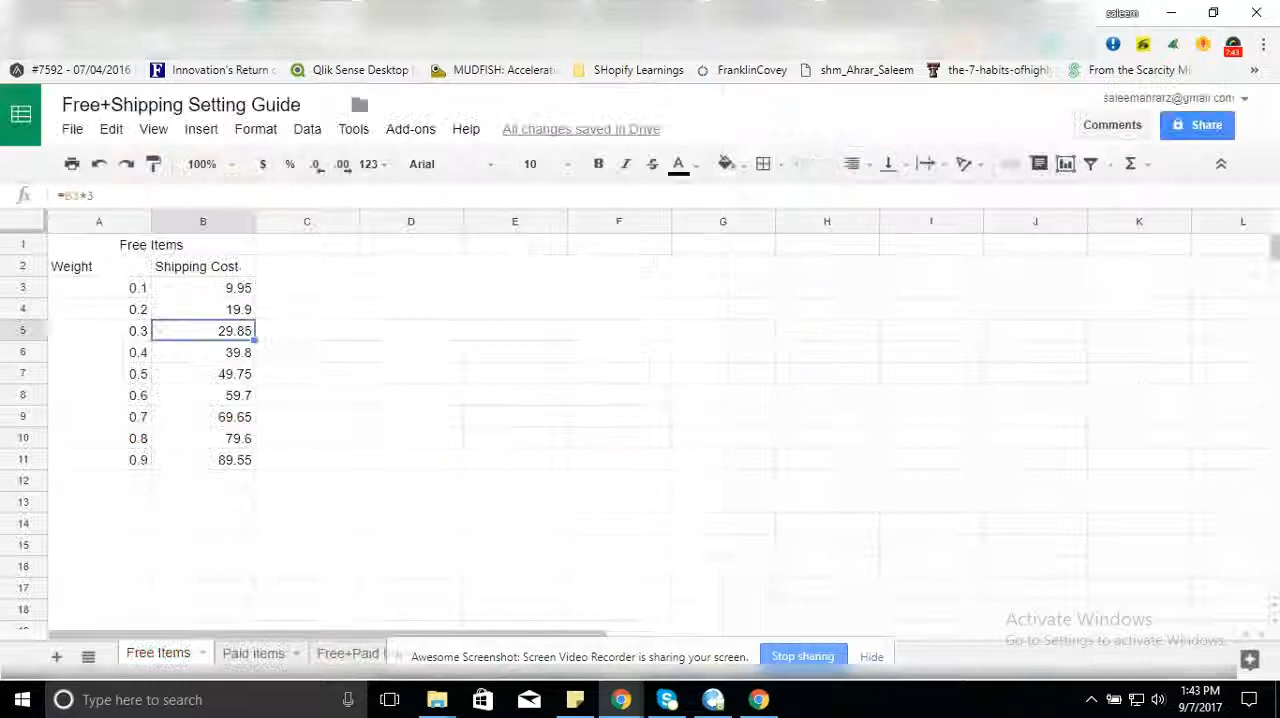 saleem
7:43
#7592 - 07/04/2016 Innovation's Return Qlik Sense Desktop MUDFISH: Accelerati SHopify Learnings FranklinCovey shm_Ahrar_Saleem the-7-habits-ofhighly From the Scarcity Mi »
Free+Shipping Setting Guide
File Edit View Insert Format Data Tools Add-ons Help All changes saved in Drive
Comments Share
100% $ % .0 .00 123 Arial 10 B I S A Σ
fx =B3*3
A B C D E F G H I J K L
1 Free Items
2 Weight Shipping Cost
3 0.1 9.95
4 0.2 19.9
5 0.3 29.85
6 0.4 39.8
7 0.5 49.75
8 0.6 59.7
9 0.7 69.65
10 0.8 79.6
11 0.9 89.55
12
13
14
15
16
17
18
Activate Windows
Go to Settings to activate Windows.
+ Free Items Paid Items Free+Paid
Awesome Screenshot: Screen Video Recorder is sharing your screen. Stop sharing Hide
Type here to search
1:43 PM
9/7/2017